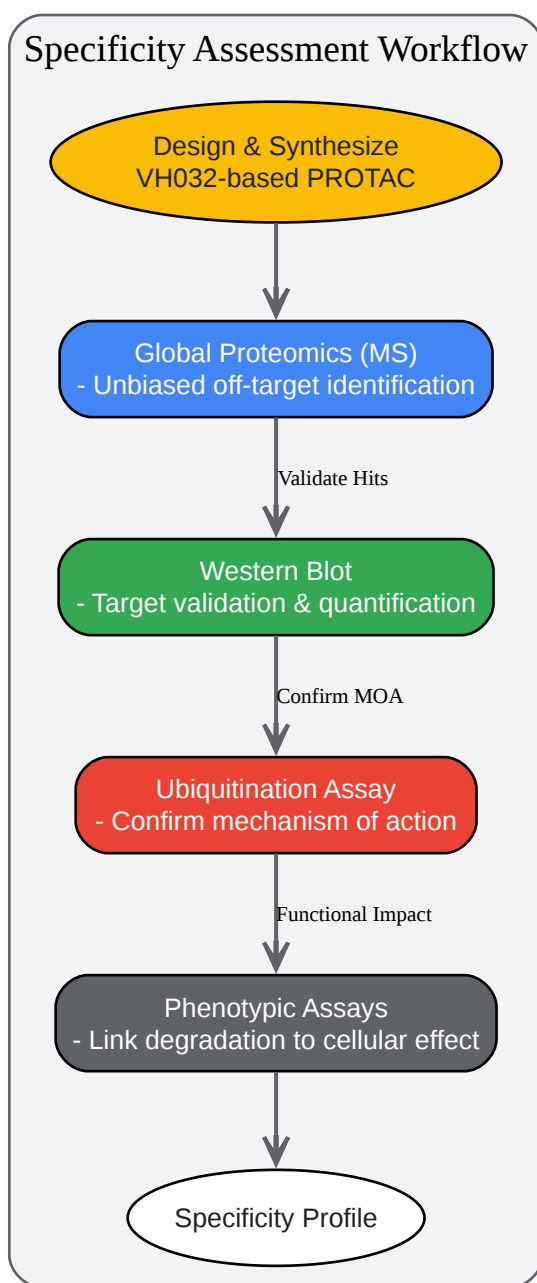 Specificity Assessment Workflow
Design & Synthesize
VH032-based PROTAC
Global Proteomics (MS)
- Unbiased off-target identification
Validate Hits
Western Blot
- Target validation & quantification
Confirm MOA
Ubiquitination Assay
- Confirm mechanism of action
Functional Impact
Phenotypic Assays
- Link degradation to cellular effect
Specificity Profile